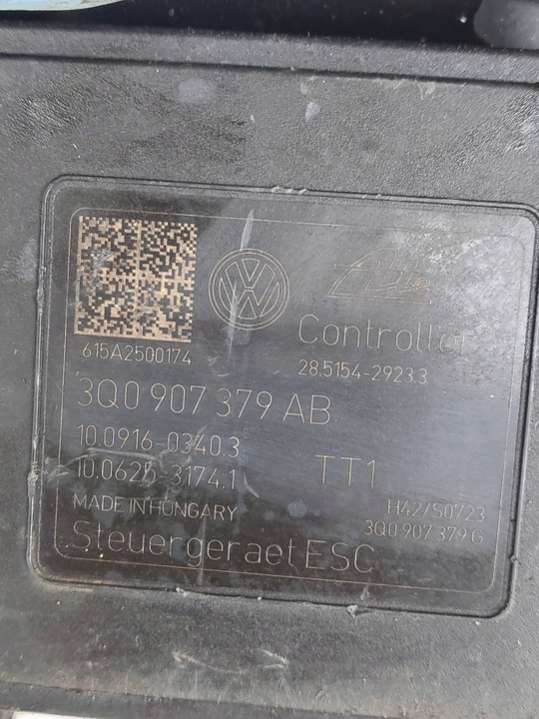 615A2500174
Controller
28.5154-2923.3
3Q0 907 379 AB
10.0916-0340.3
10.0625-3174.1
TT1
MADE IN HUNGARY
H42/S0723
3Q0 907 379 G
Steuergeraet ESC